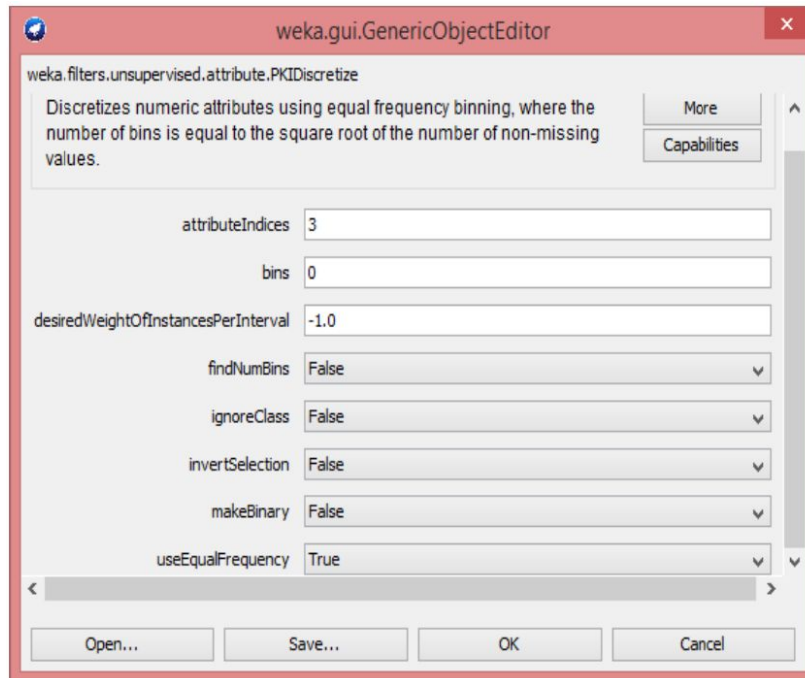 weka.gui.GenericObjectEditor
x
weka.filters.unsupervised.attribute.PKIDiscretize
Discretizes numeric attributes using equal frequency binning, where the
number of bins is equal to the square root of the number of non-missing
values.
More
Capabilities
attributeIndices 3
bins 0
desiredWeightOfInstancesPerInterval -1.0
findNumBins False
ignoreClass False
invertSelection False
makeBinary False
useEqualFrequency True
Open... Save... OK Cancel